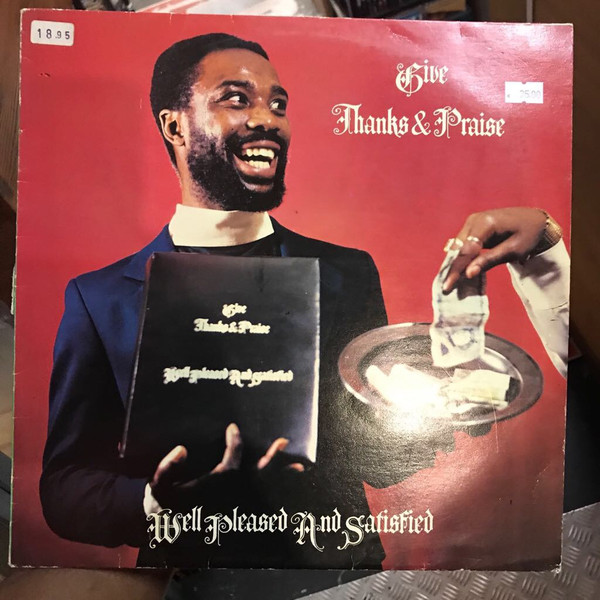 18.95
Give
Thanks & Praise
Give
Thanks & Praise
Well Pleased And Satisfied
Well Pleased And Satisfied